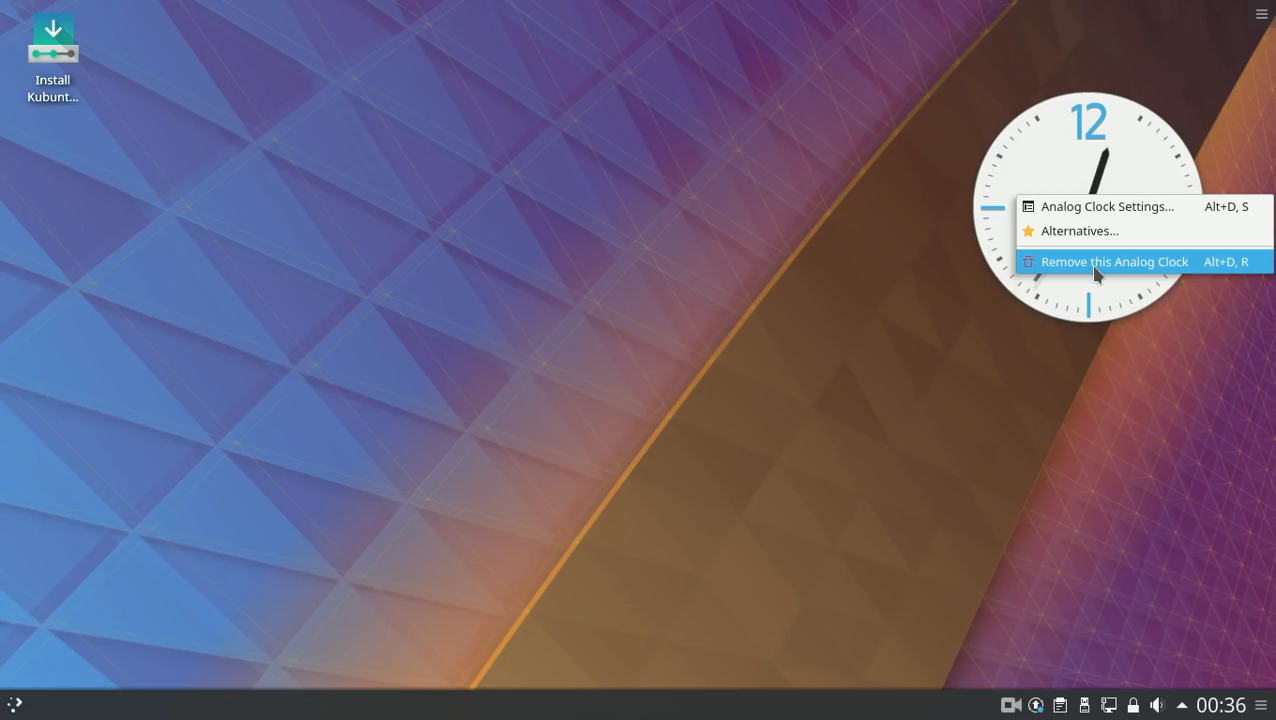 Install
Kubunt...
12
Analog Clock Settings... Alt+D, S
Alternatives...
Remove this Analog Clock Alt+D, R
00:36